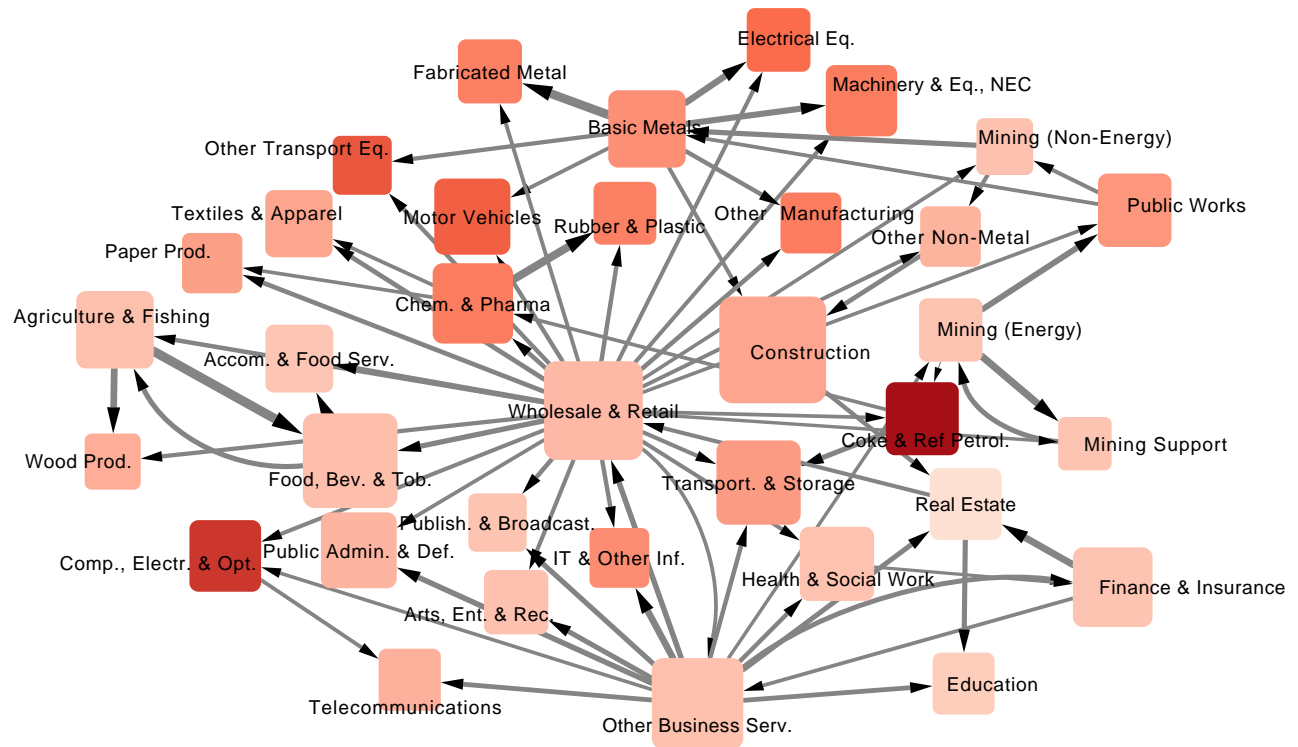 Electrical Eq.
Fabricated Metal
Machinery & Eq., NEC
Basic Metals
Mining (Non-Energy)
Other Transport Eq.
Public Works
Textiles & Apparel
Motor Vehicles
Rubber & Plastic
Other Manufacturing
Other Non-Metal
Paper Prod.
Chem. & Pharma
Agriculture & Fishing
Mining (Energy)
Construction
Accom. & Food Serv.
Wholesale & Retail
Coke & Ref Petrol.
Mining Support
Wood Prod.
Food, Bev. & Tob.
Transport. & Storage
Real Estate
Publish. & Broadcast.
Comp., Electr. & Opt.
Public Admin. & Def.
IT & Other Inf.
Health & Social Work
Finance & Insurance
Arts, Ent. & Rec.
Education
Telecommunications
Other Business Serv.